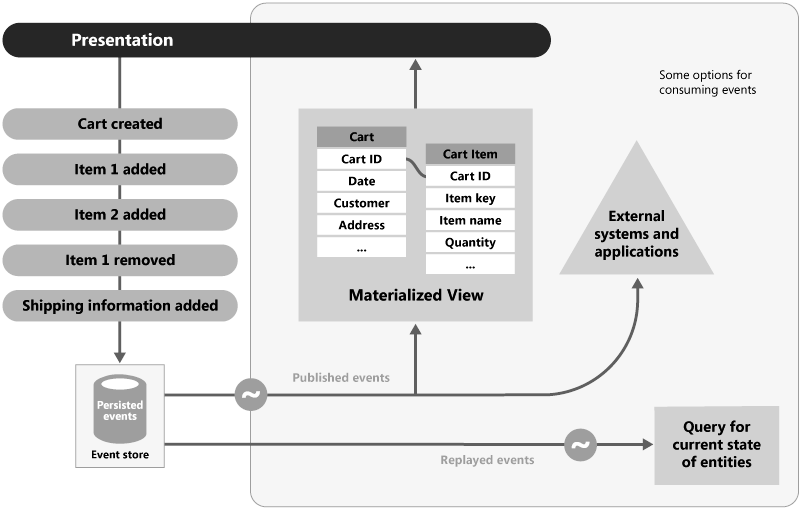 Presentation
Some options for
consuming events
Cart created
Item 1 added
Item 2 added
Item 1 removed
Shipping information added
Cart
Cart ID
Date
Customer
Address
...
Cart Item
Cart ID
Item key
Item name
Quantity
...
Materialized View
External
systems and
applications
Persisted
events
Event store
~
Published events
~
Replayed events
Query for
current state
of entities